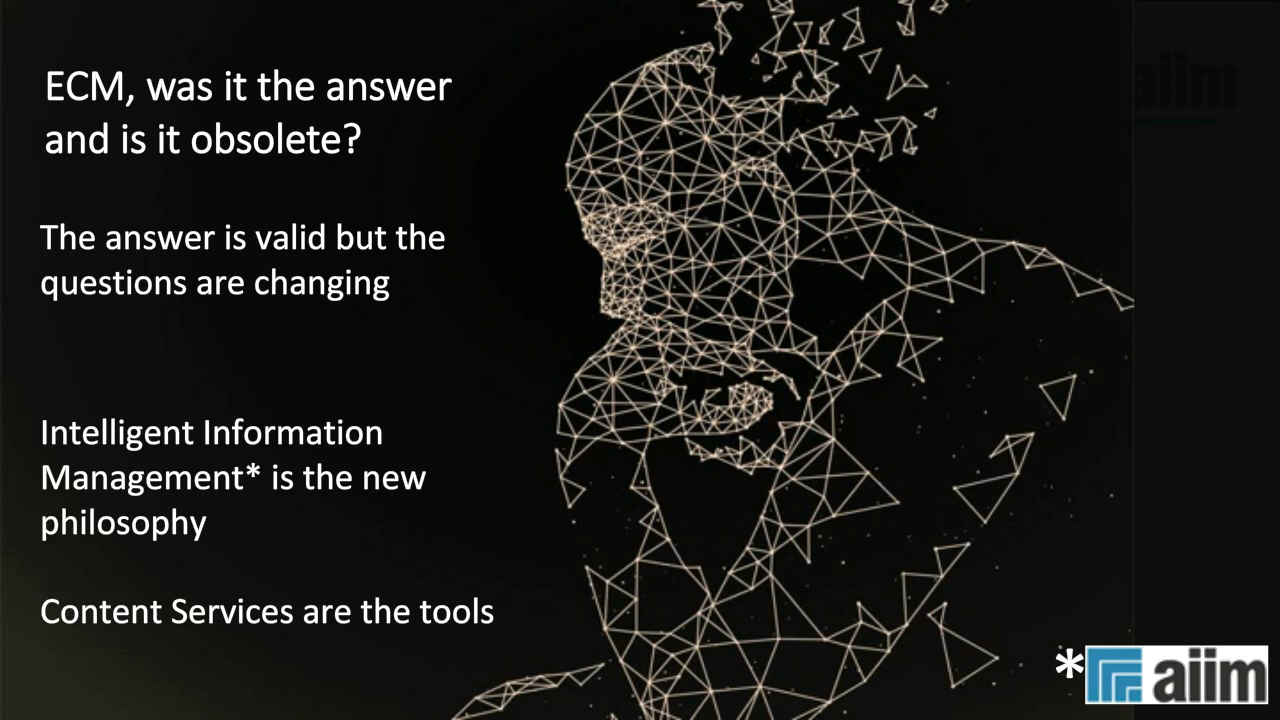 ECM, was it the answer
and is it obsolete?
The answer is valid but the
questions are changing
Intelligent Information
Management* is the new
philosophy
Content Services are the tools
*aiim
aiim